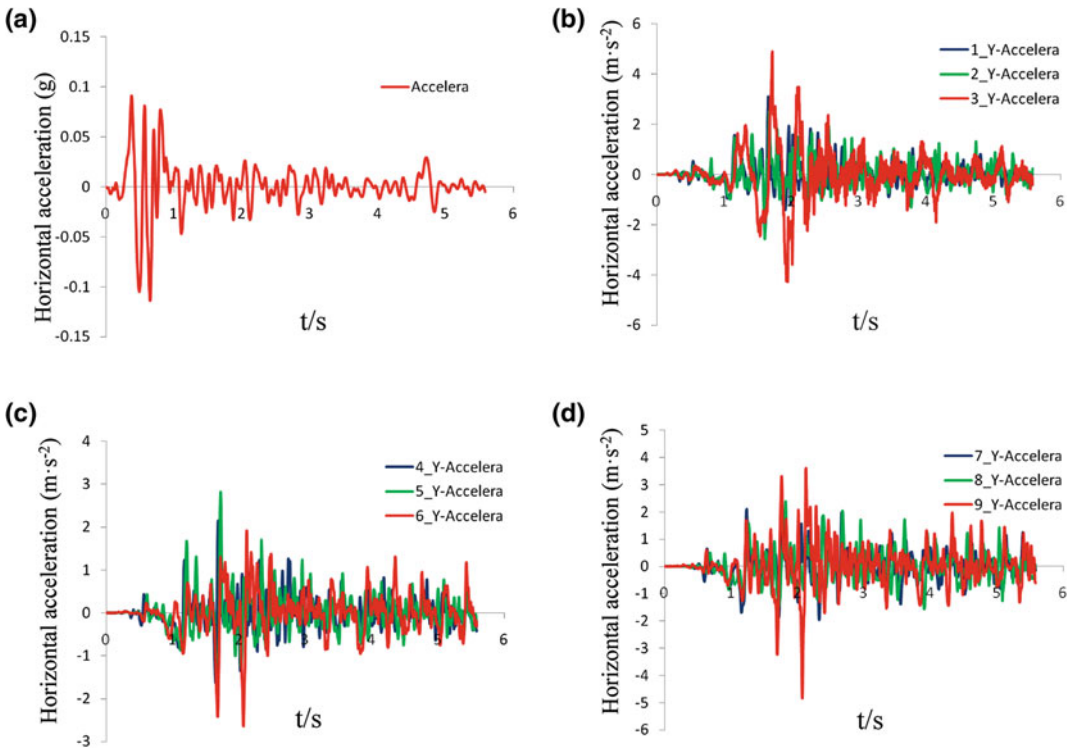 (a)
Horizontal acceleration (g)
0.15
0.1
0.05
0
-0.05
-0.1
-0.15
0 1 2 3 4 5 6
Accelera
t/s
(b)
Horizontal acceleration (m·s-2)
6
4
2
0
-2
-4
-6
0 1 2 3 4 5 6
1_Y-Accelera
2_Y-Accelera
3_Y-Accelera
t/s
(c)
Horizontal acceleration (m·s-2)
4
3
2
1
0
-1
-2
-3
0 1 2 3 4 5 6
4_Y-Accelera
5_Y-Accelera
6_Y-Accelera
t/s
(d)
Horizontal acceleration (m·s-2)
5
4
3
2
1
0
-1
-2
-3
-4
-5
-6
0 1 2 3 4 5 6
7_Y-Accelera
8_Y-Accelera
9_Y-Accelera
t/s